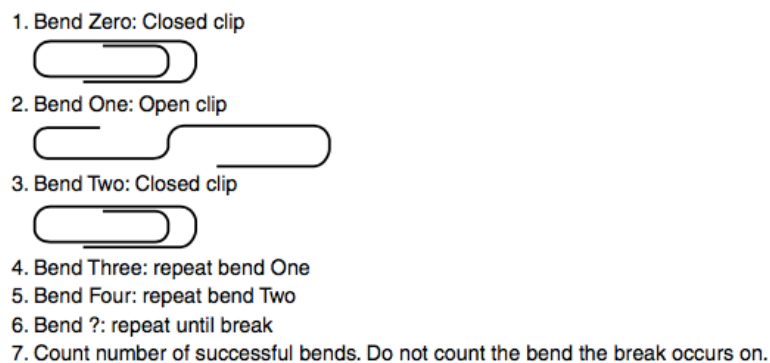 1. Bend Zero: Closed clip
2. Bend One: Open clip
3. Bend Two: Closed clip
4. Bend Three: repeat bend One
5. Bend Four: repeat bend Two
6. Bend ?: repeat until break
7. Count number of successful bends. Do not count the bend the break occurs on.